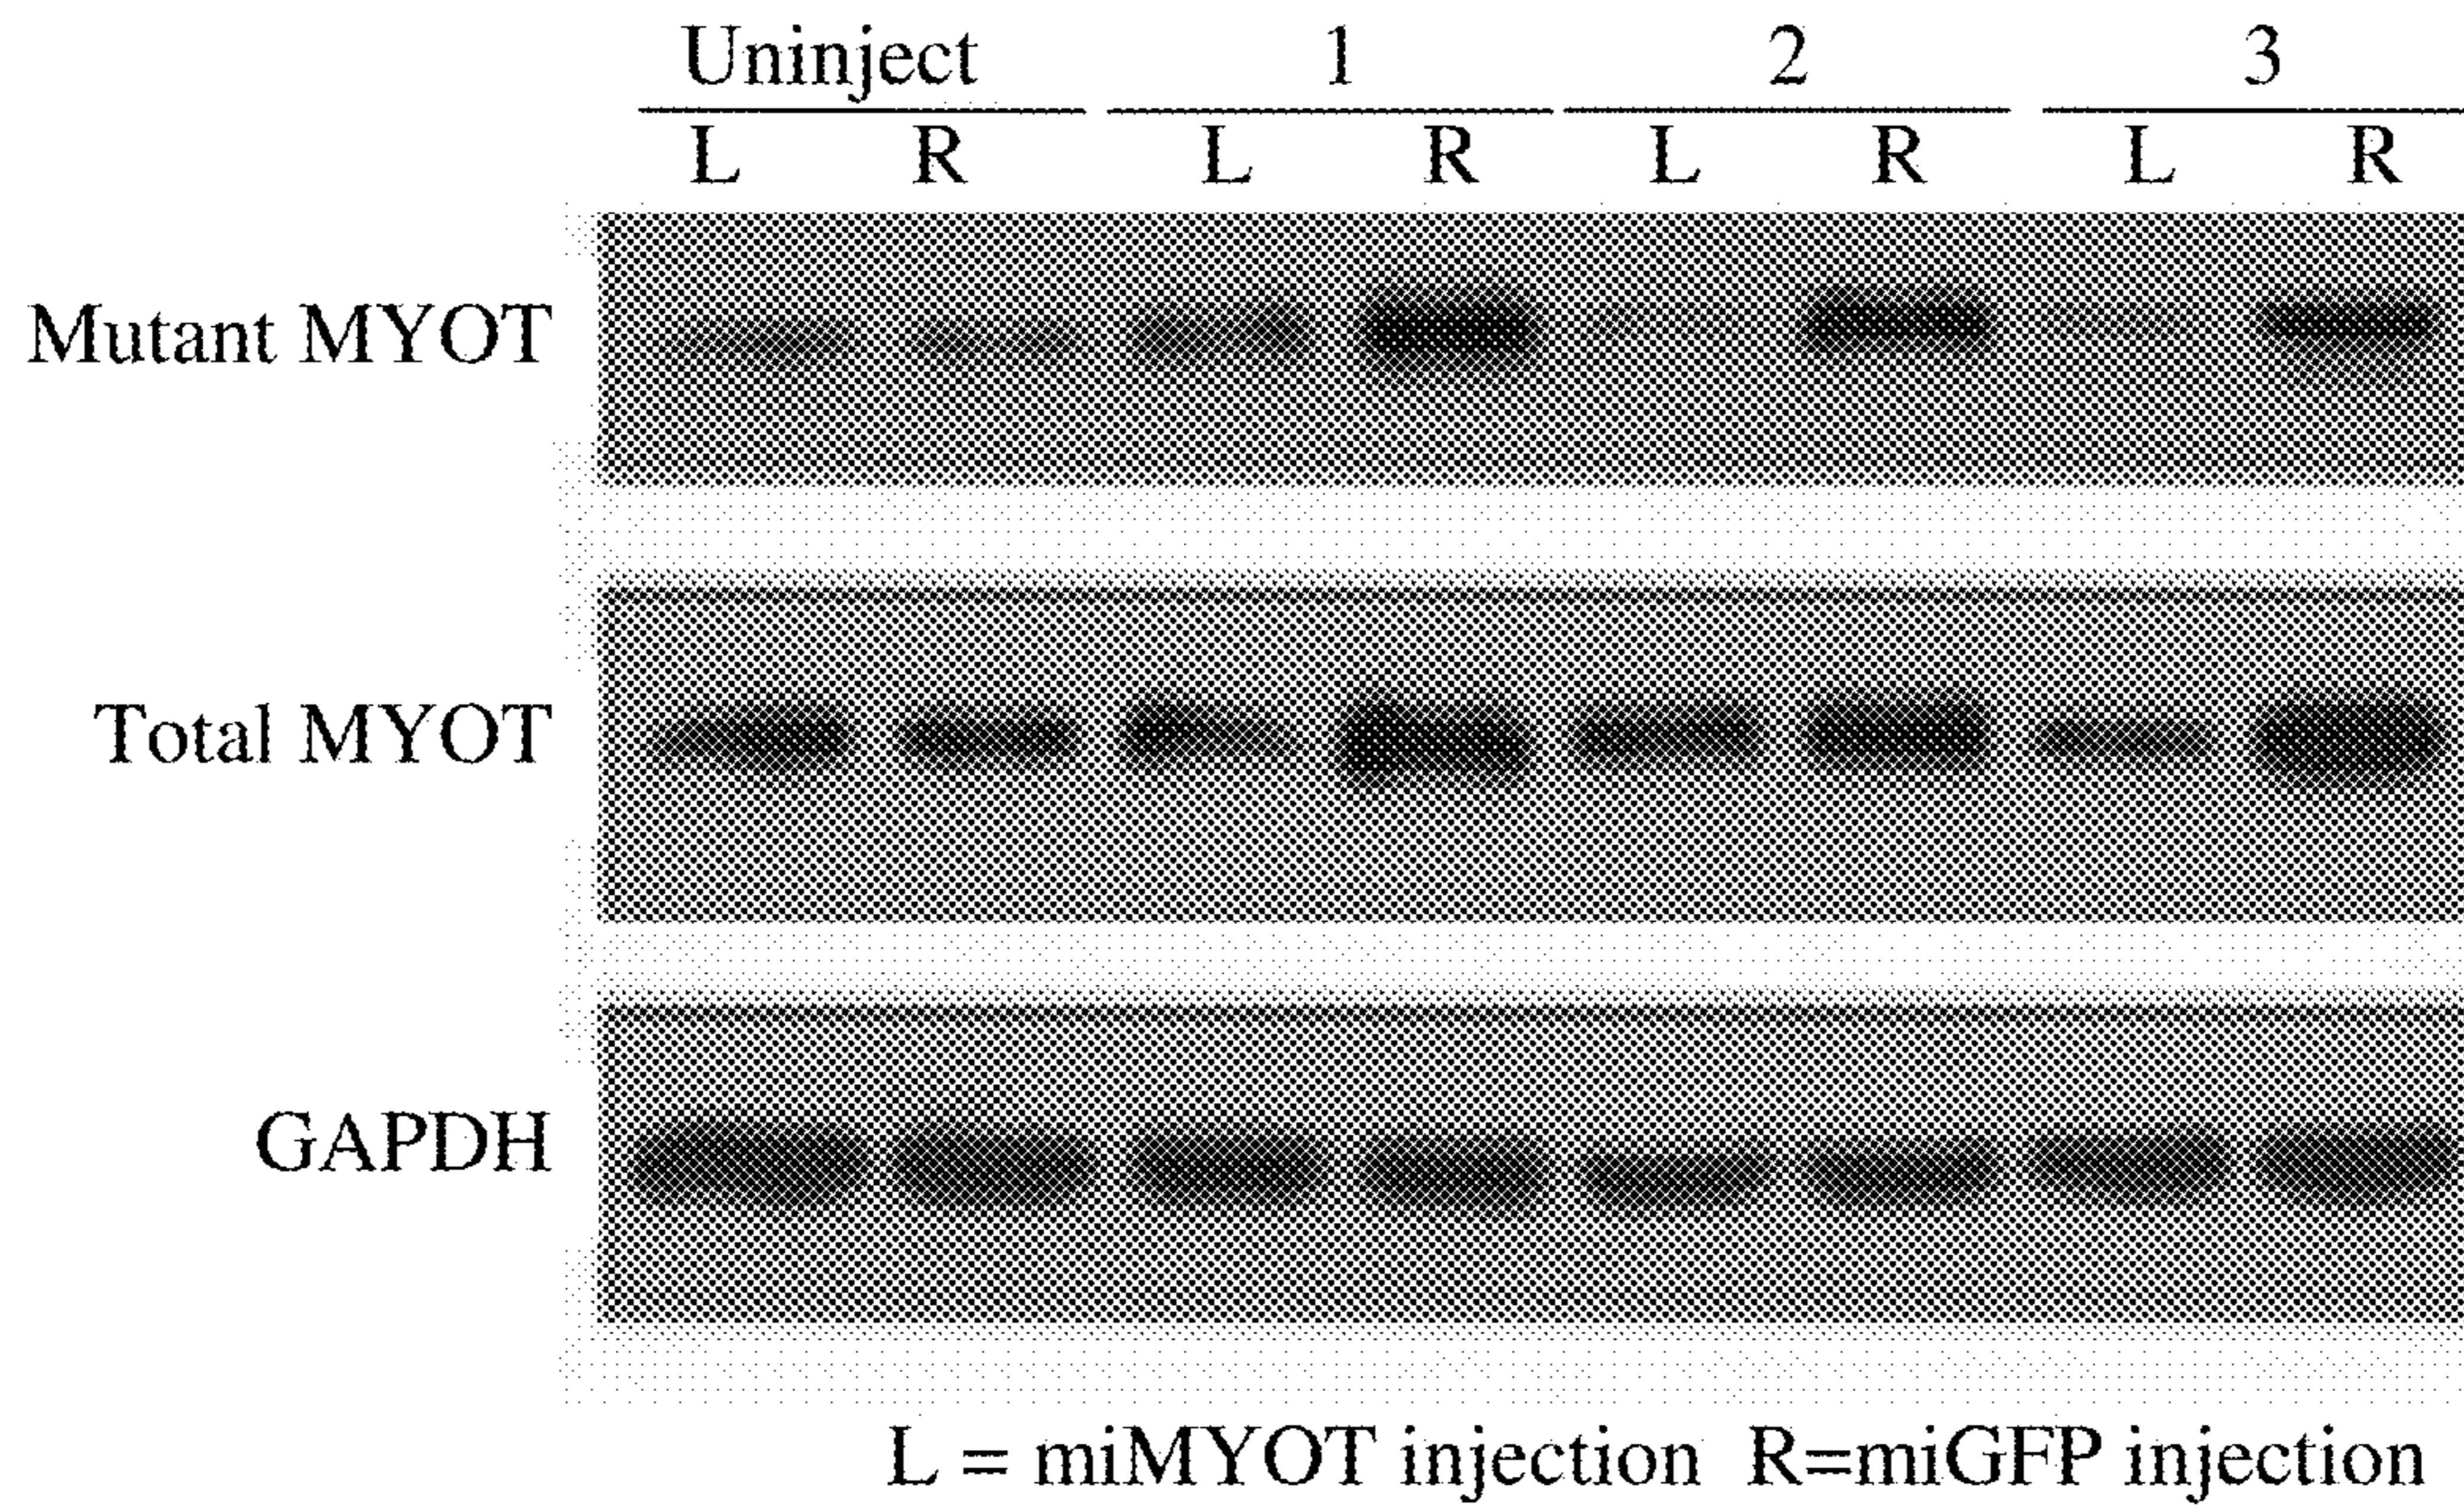 Uninject 1 2 3
L R L R L R L R
Mutant MYOT
Total MYOT
GAPDH
L = miMYOT injection R=miGFP injection